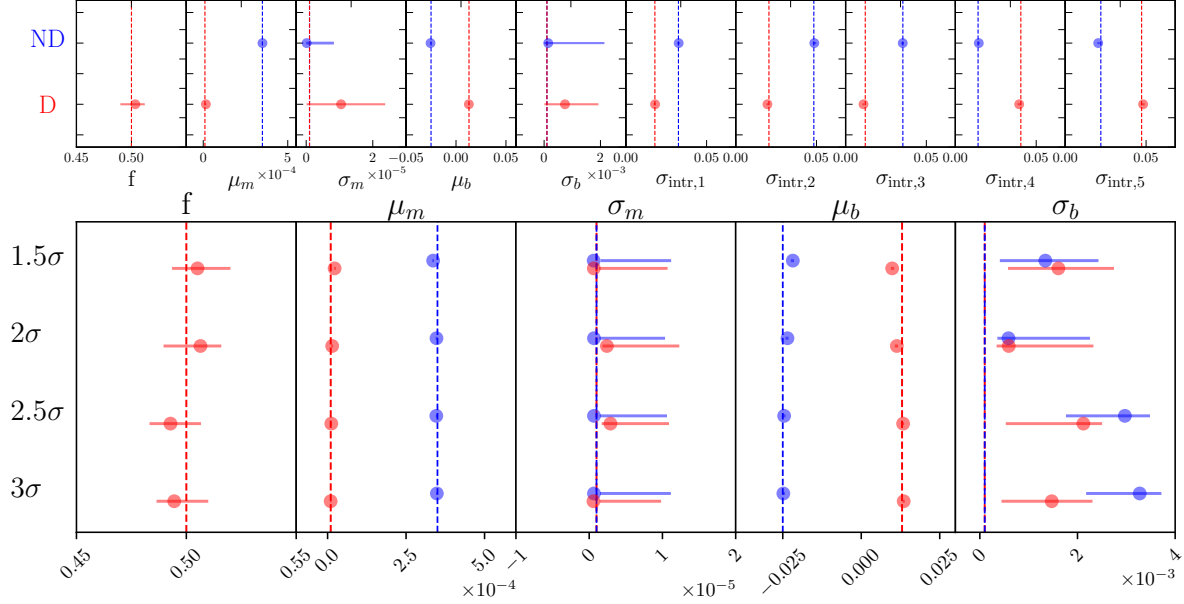 ND
D
0.45 0.50 0 5 0 2 −0.05 0.00 0.05 0 2 0.00 0.05 0.00 0.05 0.00 0.05 0.00 0.05 0.00 0.05
f μ_m ×10⁻⁴ σ_m ×10⁻⁵ μ_b σ_b ×10⁻³ σ_intr,1 σ_intr,2 σ_intr,3 σ_intr,4 σ_intr,5
f μ_m σ_m μ_b σ_b
1.5σ
2σ
2.5σ
3σ
0.45 0.50 0.55 0.0 2.5 5.0 −1 0 1 2 −0.025 0.000 0.025 0 2 4
×10⁻⁴ ×10⁻⁵ ×10⁻³